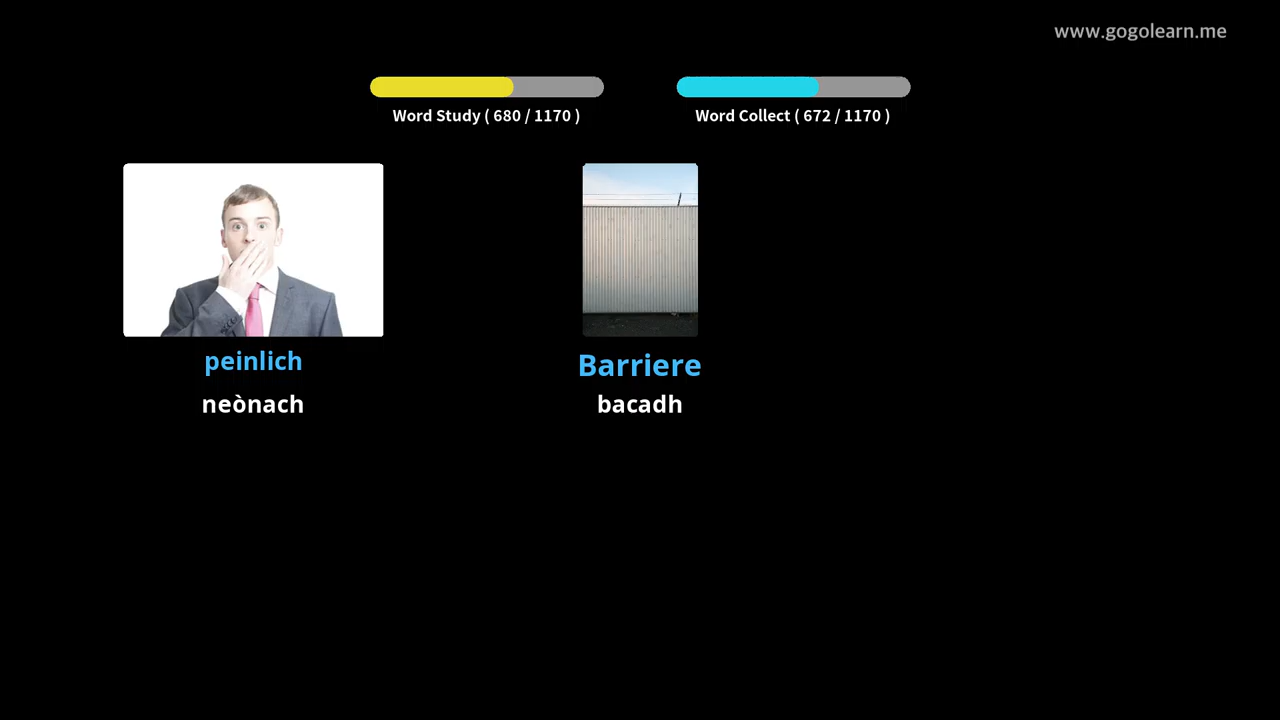 www.gogolearn.me
Word Study ( 680 / 1170 )
Word Collect ( 672 / 1170 )
peinlich
neònach
Barriere
bacadh